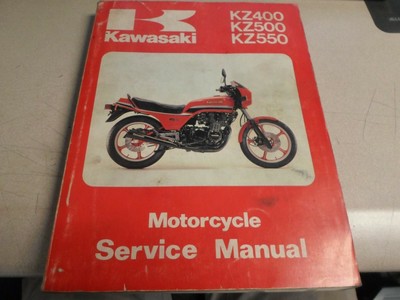 Kawasaki
KZ400
KZ500
KZ550
Motorcycle
Service Manual